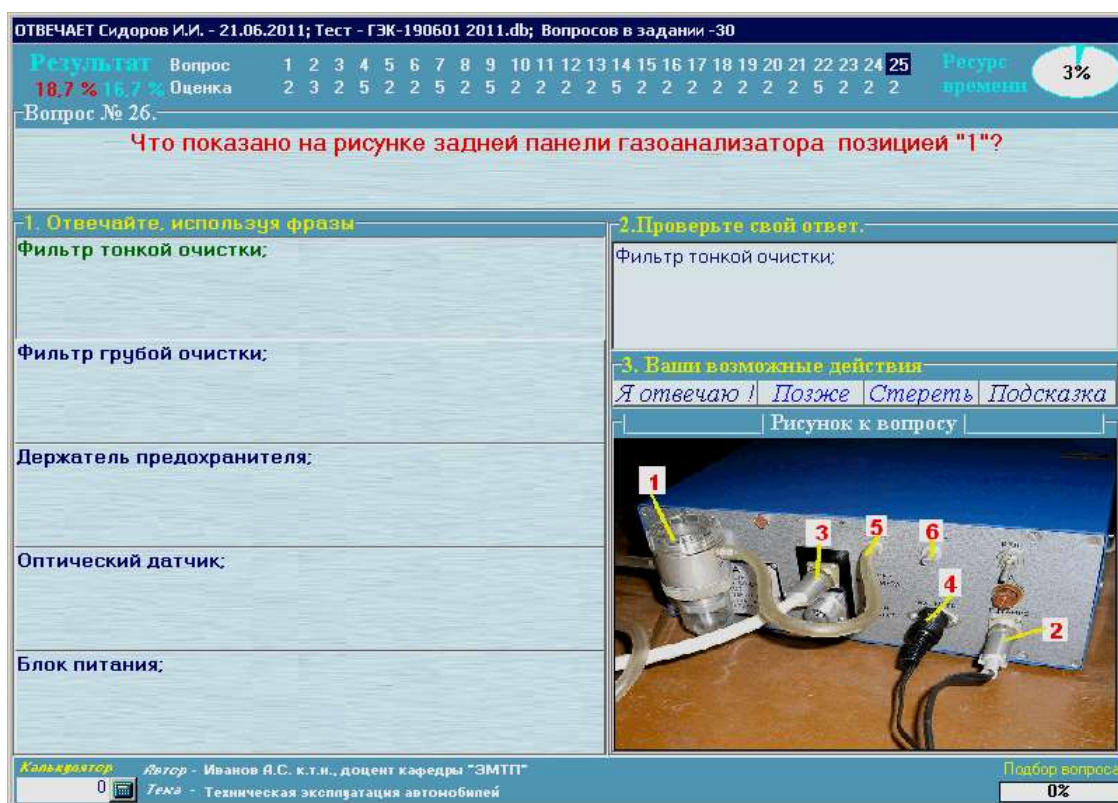 ОТВЕЧАЕТ Сидоров И.И. - 21.06.2011; Тест - ГЭК-190601 2011.db; Вопросов в задании -30
Результат Вопрос 1 2 3 4 5 6 7 8 9 10 11 12 13 14 15 16 17 18 19 20 21 22 23 24 25 Ресурс
18,7 % 16,7 % Оценка 2 3 2 5 2 2 5 2 5 2 2 2 2 5 2 2 2 2 2 2 2 5 2 2 2 времени 3%
Вопрос № 26.
Что показано на рисунке задней панели газоанализатора позицией "1"?
1. Отвечайте, используя фразы
Фильтр тонкой очистки;
Фильтр грубой очистки;
Держатель предохранителя;
Оптический датчик;
Блок питания;
2.Проверьте свой ответ.
Фильтр тонкой очистки;
3. Ваши возможные действия
Я отвечаю ! Позже Стереть Подсказка
Рисунок к вопросу
1
3
5
6
4
2
Калькулятор
0
Автор - Иванов А.С. к.т.н., доцент кафедры "ЭМТП"
Тема - Техническая эксплуатация автомобилей
Подбор вопроса
0%